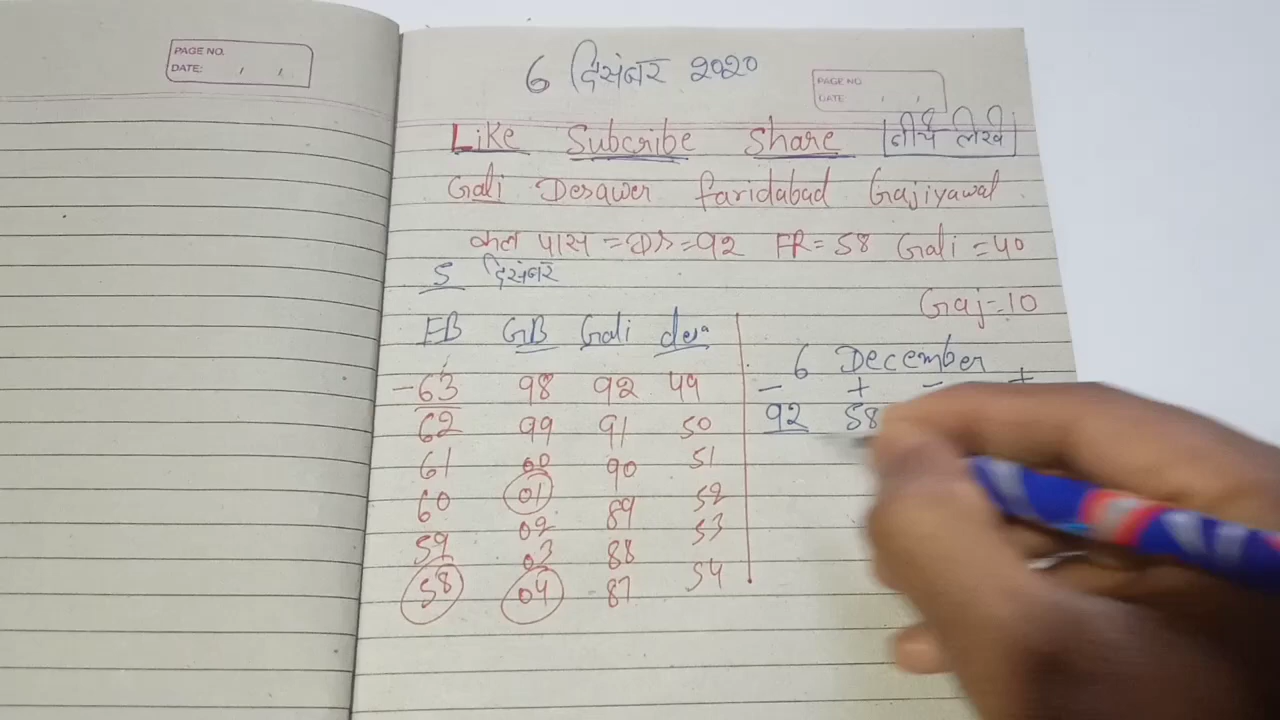 PAGE NO.
DATE: / /
6 दिसंबर 2020
PAGE NO
DATE / /
Like Subcribe Share नीचे लिखे
Gali Desawer faridabad Gajiyawal
कल पास = DS = 92 FR = 58 Gali = 40
5 दिसंबर
Gaj = 10
FB GB Gali desa
6 December
- + - +
-63 98 92 49
92 58
62 99 91 50
61 00 90 51
60 01 89 52
59 02 88 53
58 03 87 54
04